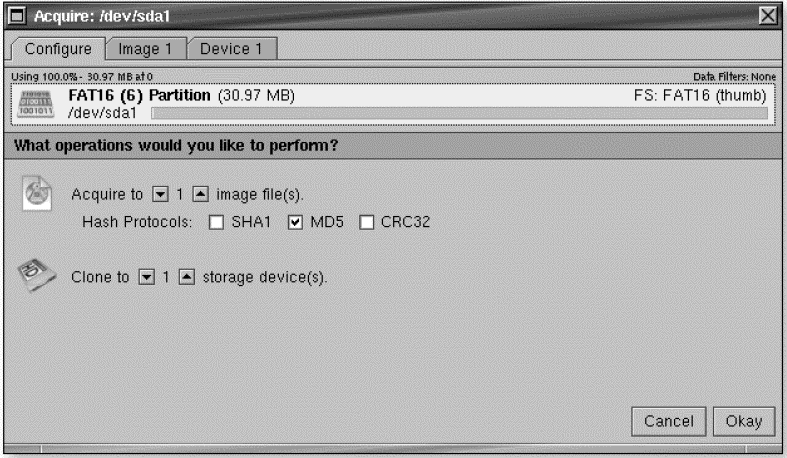 Acquire: /dev/sda1
Configure Image 1 Device 1
Using 100.0% - 30.97 MB at 0 Data Filters: None
FAT16 (6) Partition (30.97 MB) FS: FAT16 (thumb)
/dev/sda1
What operations would you like to perform?
Acquire to 1 image file(s).
Hash Protocols: SHA1 MD5 CRC32
Clone to 1 storage device(s).
Cancel Okay